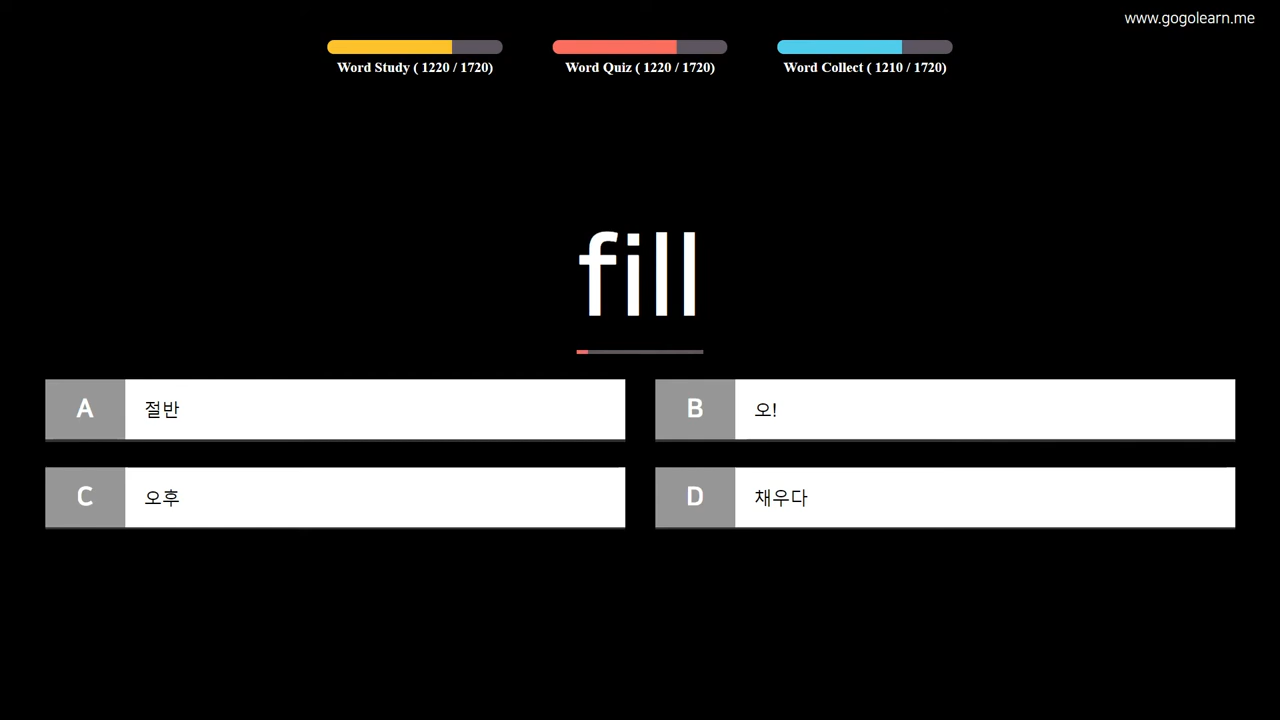 www.gogolearn.me
Word Study ( 1220 / 1720)
Word Quiz ( 1220 / 1720)
Word Collect ( 1210 / 1720)
fill
A 절반
B 오!
C 오후
D 채우다